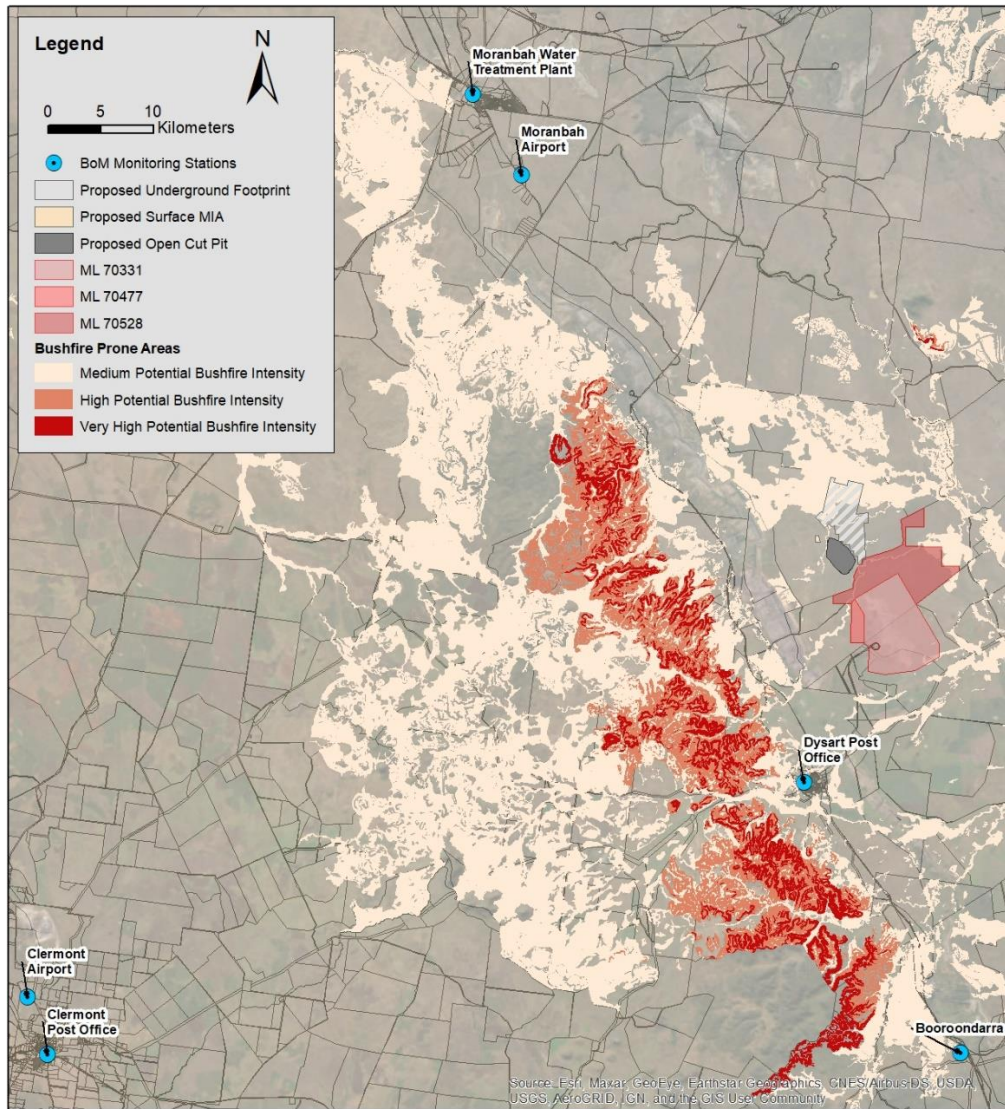 Legend
N
0 5 10
Kilometers
BoM Monitoring Stations
Proposed Underground Footprint
Proposed Surface MIA
Proposed Open Cut Pit
ML 70331
ML 70477
ML 70528
Bushfire Prone Areas
Medium Potential Bushfire Intensity
High Potential Bushfire Intensity
Very High Potential Bushfire Intensity
Moranbah Water
Treatment Plant
Moranbah
Airport
Dysart Post
Office
Clermont
Airport
Clermont
Post Office
Booroondarra
Source: Esri, Maxar, GeoEye, Earthstar Geographics, CNES/Airbus DS, USDA,
USGS, AeroGRID, IGN, and the GIS User Community